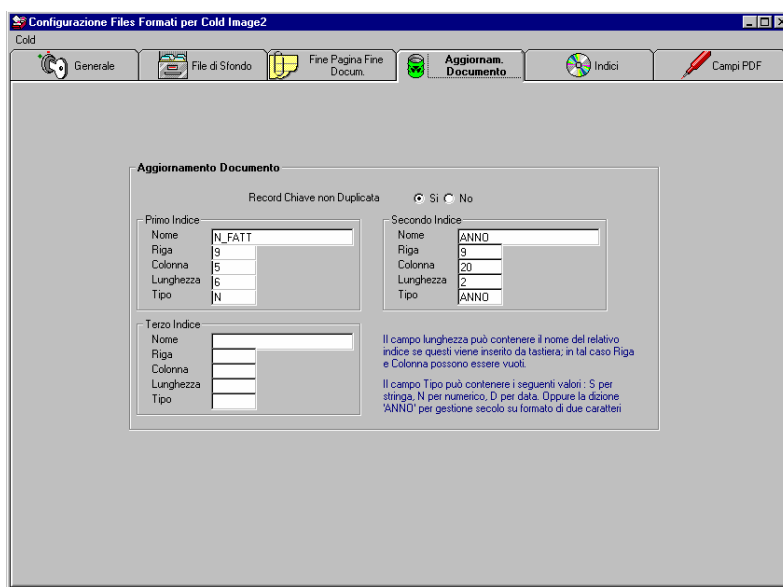 Configurazione Files Formati per Cold Image2
Cold
Generale
File di Sfondo
Fine Pagina Fine
Docum.
Aggiornam.
Documento
Indici
Campi PDF
Aggiornamento Documento
Record Chiave non Duplicata Si No
Primo Indice
Nome N_FATT
Riga 9
Colonna 5
Lunghezza 6
Tipo N
Secondo Indice
Nome ANNO
Riga 9
Colonna 20
Lunghezza 2
Tipo ANNO
Terzo Indice
Nome
Riga
Colonna
Lunghezza
Tipo
Il campo lunghezza può contenere il nome del relativo
indice se questi viene inserito da tastiera; in tal caso Riga
e Colonna possono essere vuoti.
Il campo Tipo può contenere i seguenti valori : S per
stringa, N per numerico, D per data. Oppure la dizione
'ANNO' per gestione secolo su formato di due caratteri